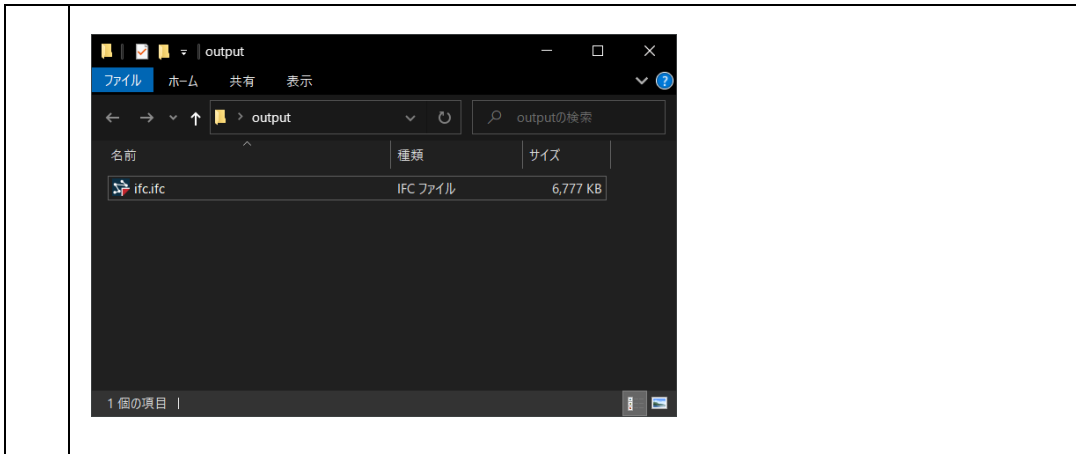 output
ファイル ホーム 共有 表示
output outputの検索
名前 種類 サイズ
ifc.ifc IFC ファイル 6,777 KB
1 個の項目